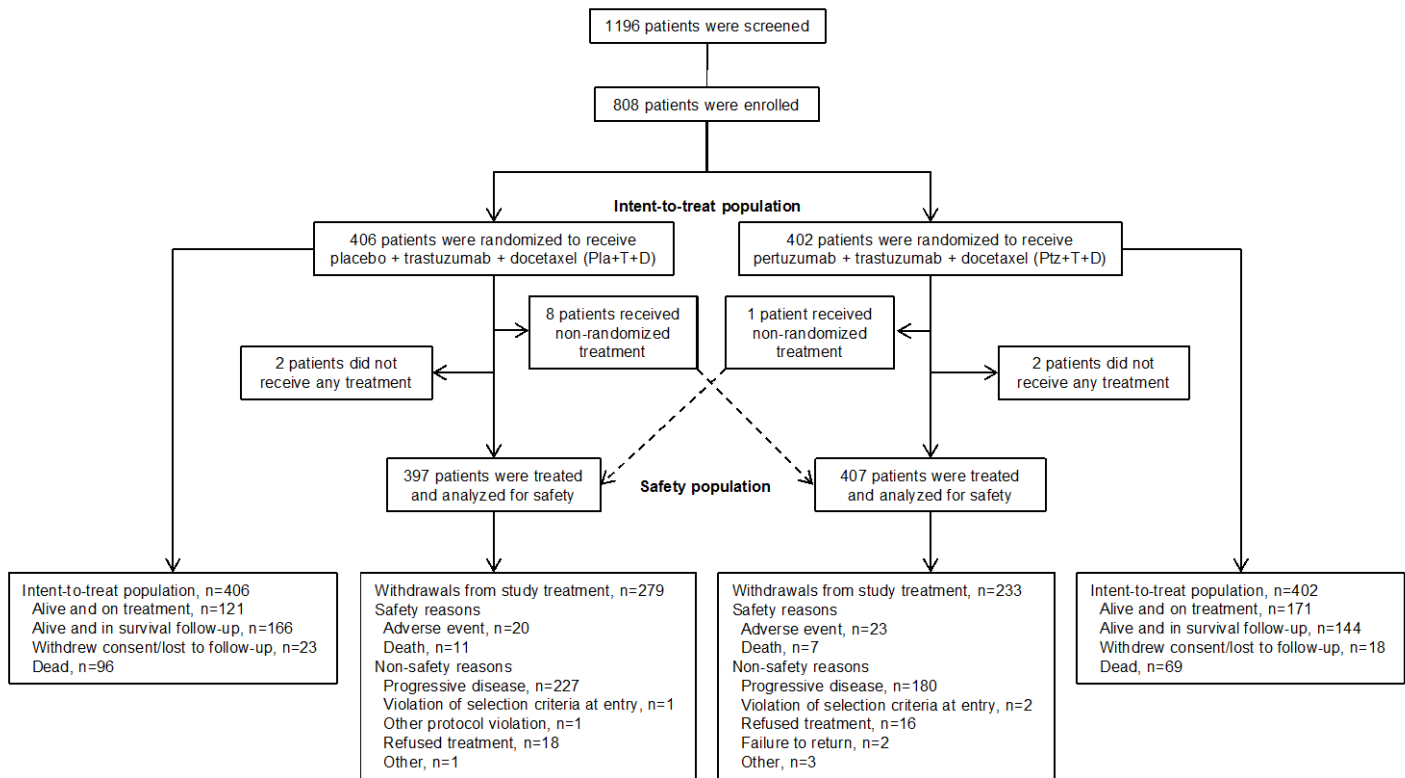 1196 patients were screened
808 patients were enrolled
Intent-to-treat population
406 patients were randomized to receive
placebo + trastuzumab + docetaxel (Pla+T+D)
402 patients were randomized to receive
pertuzumab + trastuzumab + docetaxel (Ptz+T+D)
8 patients received
non-randomized
treatment
1 patient received
non-randomized
treatment
2 patients did not
receive any treatment
2 patients did not
receive any treatment
397 patients were treated
and analyzed for safety
Safety population
407 patients were treated
and analyzed for safety
Intent-to-treat population, n=406
Alive and on treatment, n=121
Alive and in survival follow-up, n=166
Withdrew consent/lost to follow-up, n=23
Dead, n=96
Withdrawals from study treatment, n=279
Safety reasons
Adverse event, n=20
Death, n=11
Non-safety reasons
Progressive disease, n=227
Violation of selection criteria at entry, n=1
Other protocol violation, n=1
Refused treatment, n=18
Other, n=1
Withdrawals from study treatment, n=233
Safety reasons
Adverse event, n=23
Death, n=7
Non-safety reasons
Progressive disease, n=180
Violation of selection criteria at entry, n=2
Refused treatment, n=16
Failure to return, n=2
Other, n=3
Intent-to-treat population, n=402
Alive and on treatment, n=171
Alive and in survival follow-up, n=144
Withdrew consent/lost to follow-up, n=18
Dead, n=69